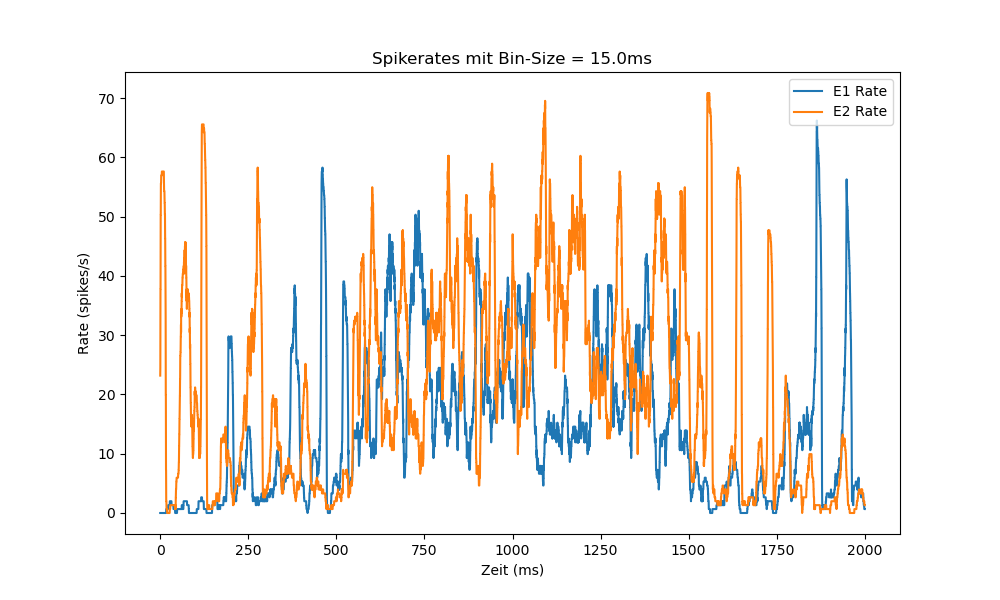 Spikerates mit Bin-Size = 15.0ms
E1 Rate
E2 Rate
Rate (spikes/s)
70
60
50
40
30
20
10
0
0 250 500 750 1000 1250 1500 1750 2000
Zeit (ms)